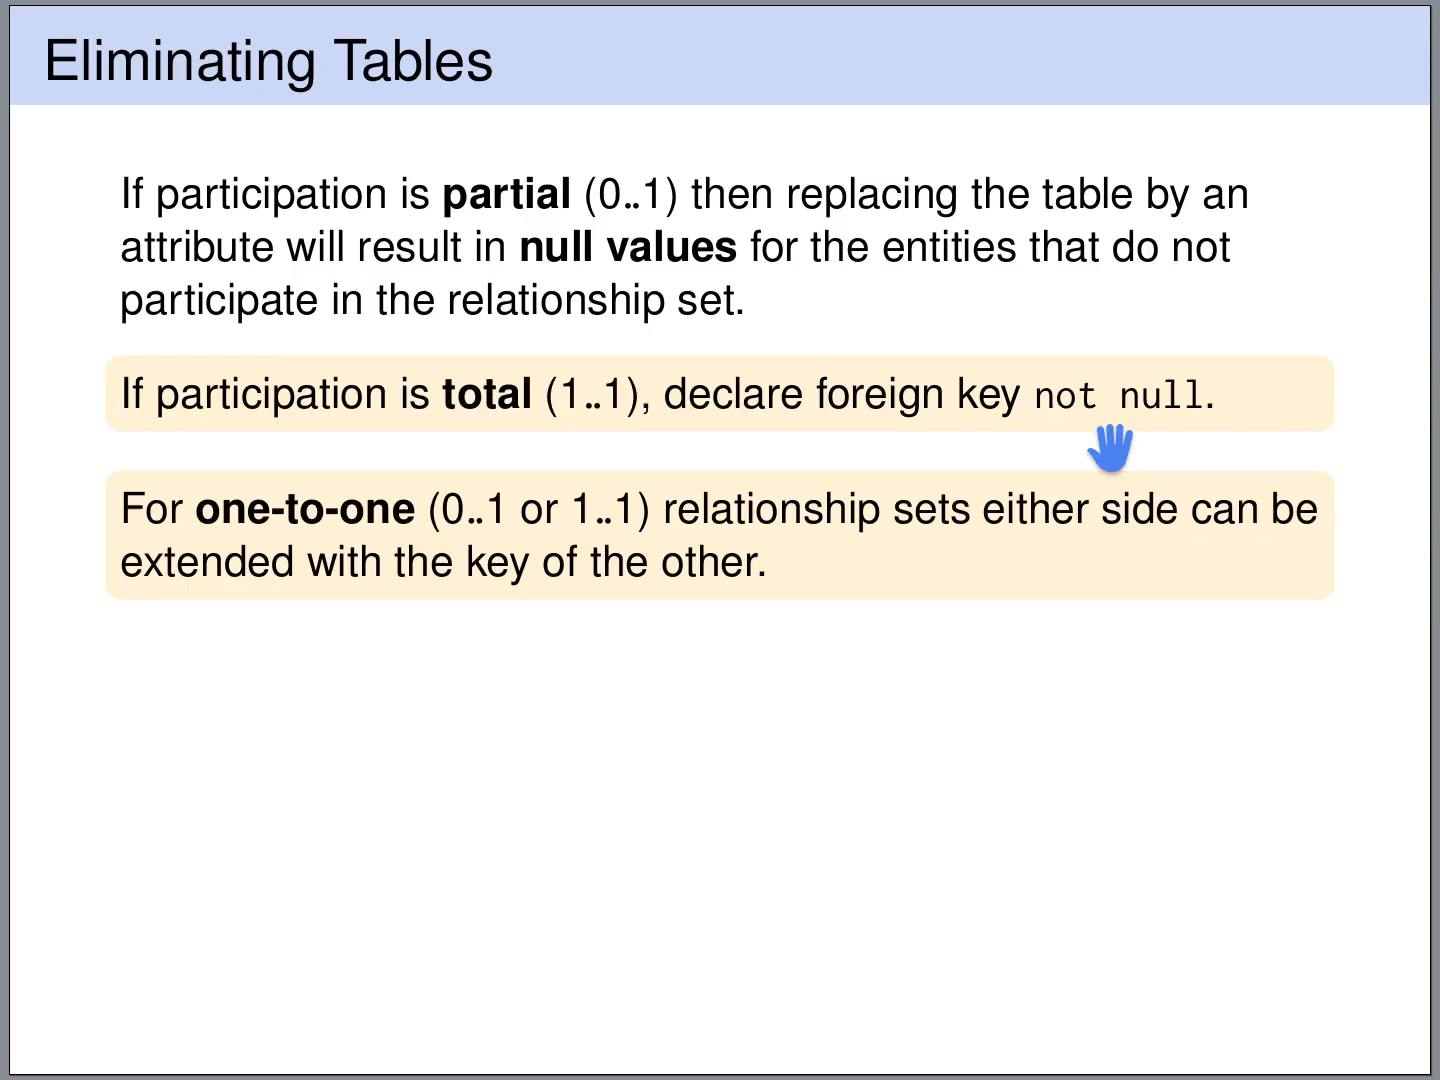 Eliminating Tables
If participation is partial (0..1) then replacing the table by an
attribute will result in null values for the entities that do not
participate in the relationship set.
If participation is total (1..1), declare foreign key not null.
For one-to-one (0..1 or 1..1) relationship sets either side can be
extended with the key of the other.